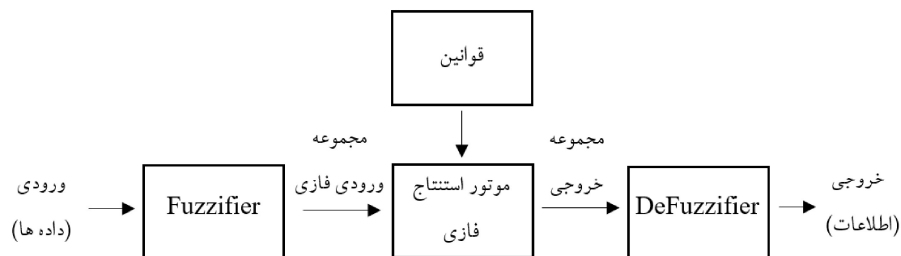 قوانین
مجموعه
مجموعه
ورودی
(داده ها)
Fuzzifier
ورودی فازی
موتور استنتاج
فازی
خروجی
DeFuzzifier
خروجی
(اطلاعات)